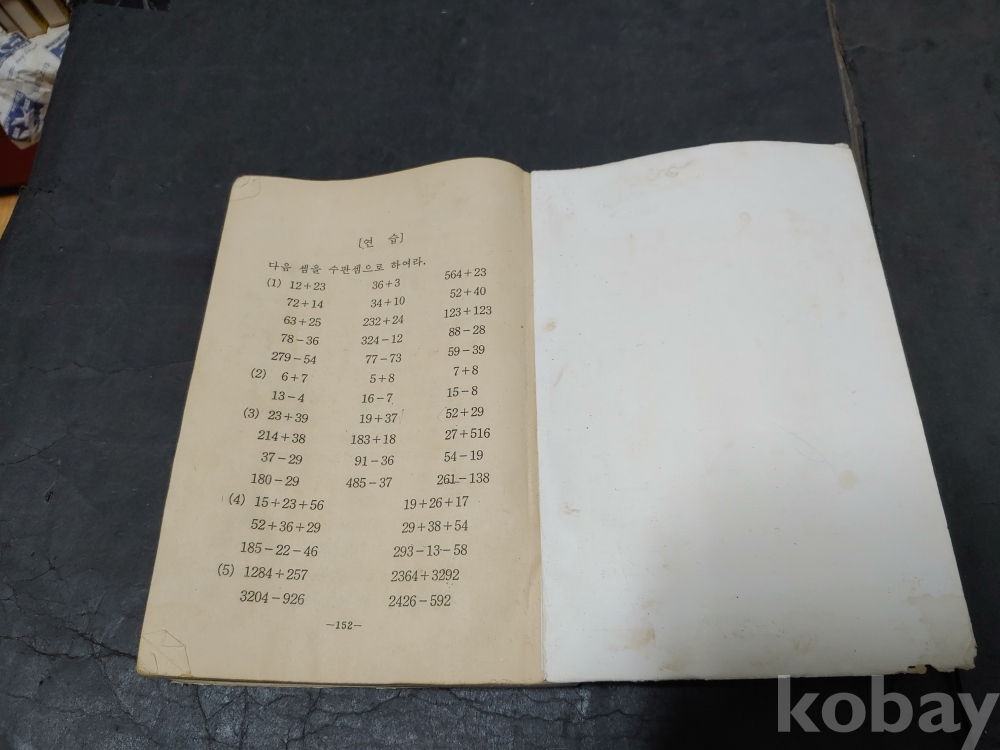 [연 습]
다음 셈을 수판셈으로 하여라.
(1) 12+23 36+3 564+23
72+14 34+10 52+40
63+25 232+24 123+123
78-36 324-12 88-28
279-54 77-73 59-39
(2) 6+7 5+8 7+8
13-4 16-7 15-8
(3) 23+39 19+37 52+29
214+38 183+18 27+516
37-29 91-36 54-19
180-29 485-37 261-138
(4) 15+23+56 19+26+17
52+36+29 29+38+54
185-22-46 293-13-58
(5) 1284+257 2364+3292
3204-926 2426-592
-152-
kobay